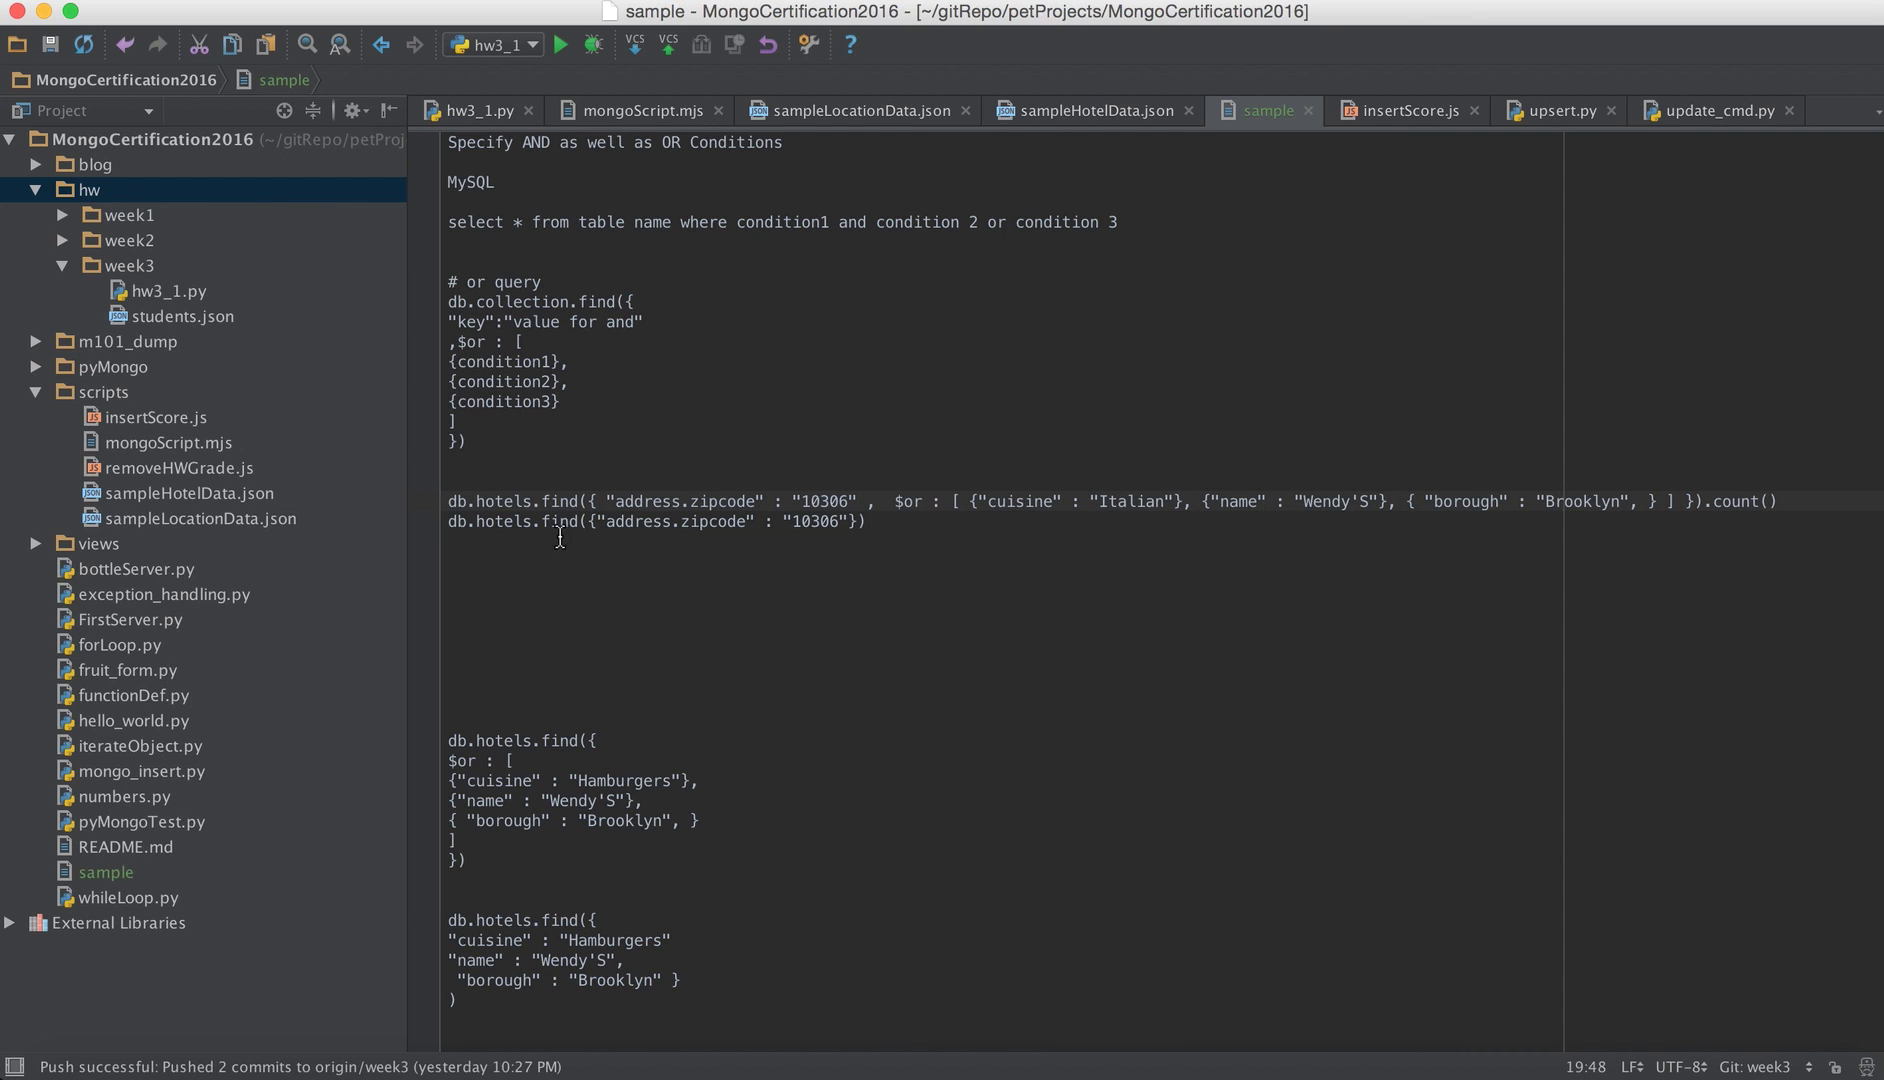 sample - MongoCertification2016 - [~/gitRepo/petProjects/MongoCertification2016]
hw3_1
VCS
VCS
?
MongoCertification2016
sample
Project
hw3_1.py
mongoScript.mjs
sampleLocationData.json
sampleHotelData.json
sample
insertScore.js
upsert.py
update_cmd.py
MongoCertification2016 (~/gitRepo/petProj
blog
hw
week1
week2
week3
hw3_1.py
students.json
m101_dump
pyMongo
scripts
insertScore.js
mongoScript.mjs
removeHWGrade.js
sampleHotelData.json
sampleLocationData.json
views
bottleServer.py
exception_handling.py
FirstServer.py
forLoop.py
fruit_form.py
functionDef.py
hello_world.py
iterateObject.py
mongo_insert.py
numbers.py
pyMongoTest.py
README.md
sample
whileLoop.py
External Libraries
Specify AND as well as OR Conditions
MySQL
select * from table name where condition1 and condition 2 or condition 3
# or query
db.collection.find({
"key":"value for and"
,$or : [
{condition1},
{condition2},
{condition3}
]
})
db.hotels.find({ "address.zipcode" : "10306" ,  $or : [ {"cuisine" : "Italian"}, {"name" : "Wendy'S"}, { "borough" : "Brooklyn", } ] }).count()
db.hotels.find({"address.zipcode" : "10306"})
db.hotels.find({
$or : [
{"cuisine" : "Hamburgers"},
{"name" : "Wendy'S"},
{ "borough" : "Brooklyn", }
]
})
db.hotels.find({
"cuisine" : "Hamburgers"
"name" : "Wendy'S",
"borough" : "Brooklyn" }
)
Push successful: Pushed 2 commits to origin/week3 (yesterday 10:27 PM)
19:48 LF UTF-8 Git: week3